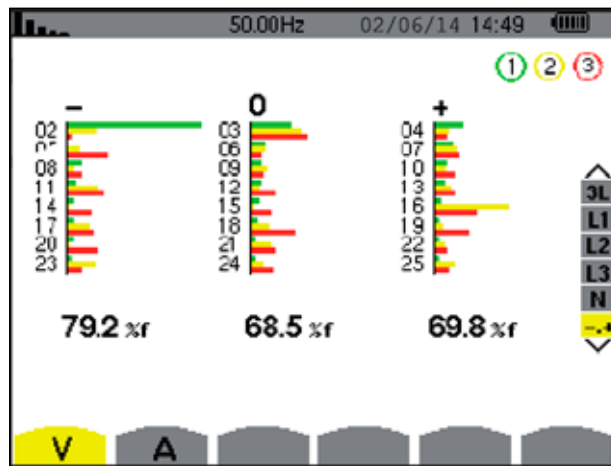 50.00Hz 02/06/14 14:49
1 2 3
− 0 +
02 03 04
06 07
08 09 10
11 12 13
14 15 16
17 18 19
20 21 22
23 24 25
3L
L1
L2
L3
N
79.2 %f 68.5 %f 69.8 %f
V A